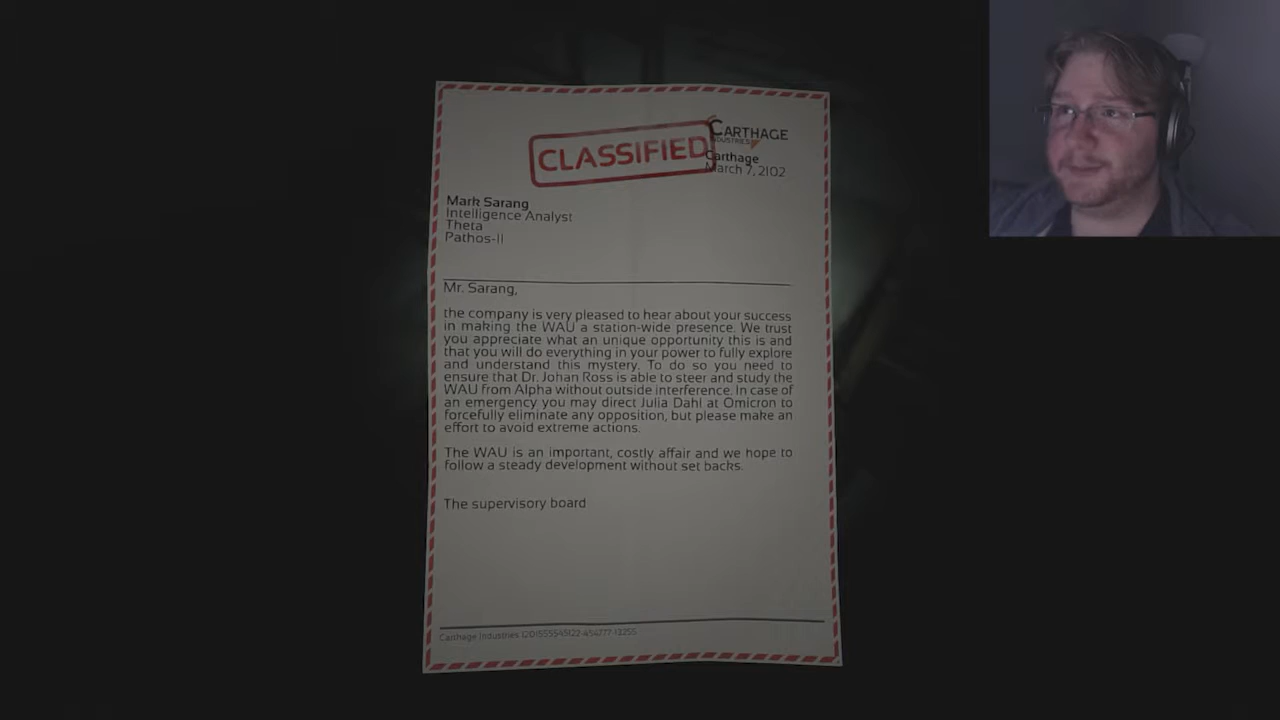 CLASSIFIED
CARTHAGE
INDUSTRIES
Carthage
March 7, 2102
Mark Sarang
Intelligence Analyst
Theta
Pathos-II
Mr. Sarang,
the company is very pleased to hear about your success
in making the WAU a station-wide presence. We trust
you appreciate what an unique opportunity this is and
that you will do everything in your power to fully explore
and understand this mystery. To do so you need to
ensure that Dr. Johan Ross is able to steer and study the
WAU from Alpha without outside interference. In case of
an emergency you may direct Julia Dahl at Omicron to
forcefully eliminate any opposition, but please make an
effort to avoid extreme actions.
The WAU is an important, costly affair and we hope to
follow a steady development without set backs.
The supervisory board
Carthage Industries